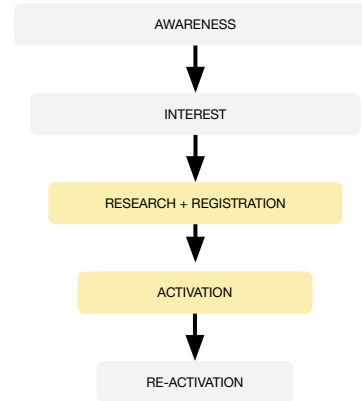 AWARENESS
INTEREST
RESEARCH + REGISTRATION
ACTIVATION
RE-ACTIVATION